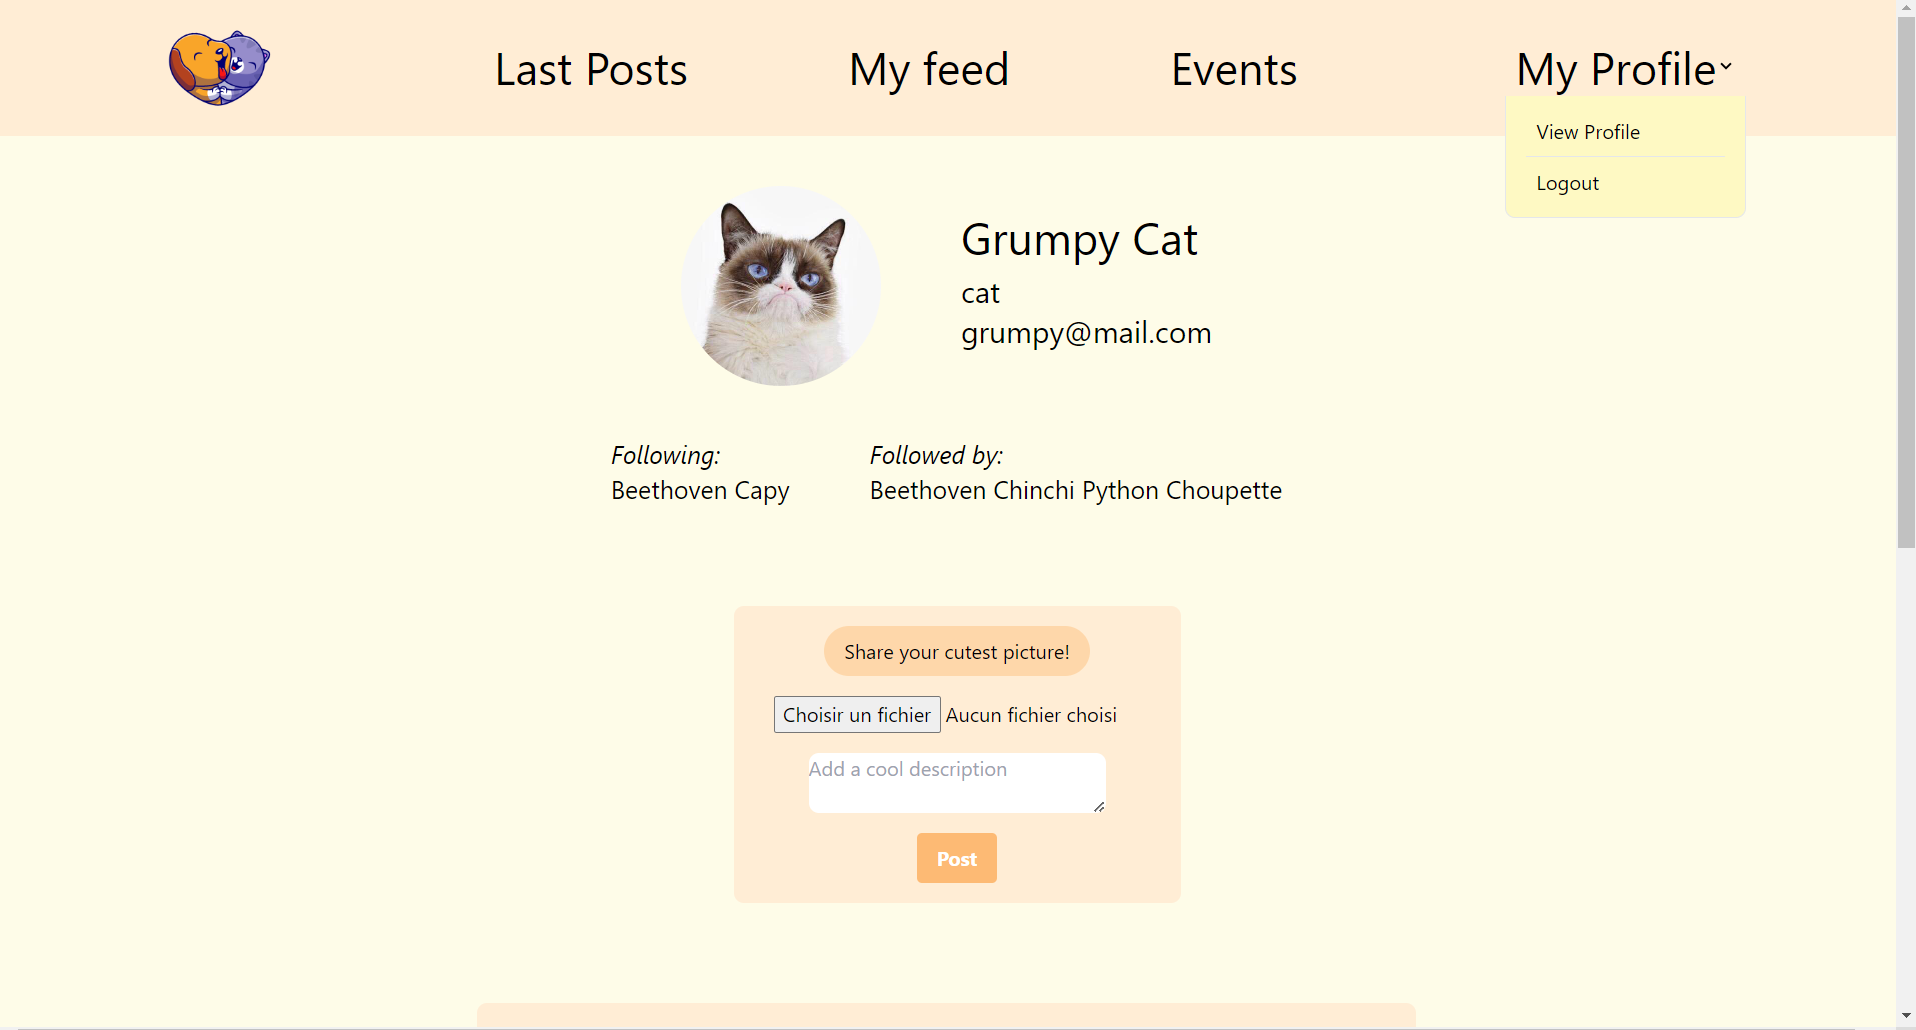 Last Posts My feed Events My Profile
View Profile
Logout
Grumpy Cat
cat
grumpy@mail.com
Following:
Beethoven Capy
Followed by:
Beethoven Chinchi Python Choupette
Share your cutest picture!
Choisir un fichier Aucun fichier choisi
Add a cool description
Post